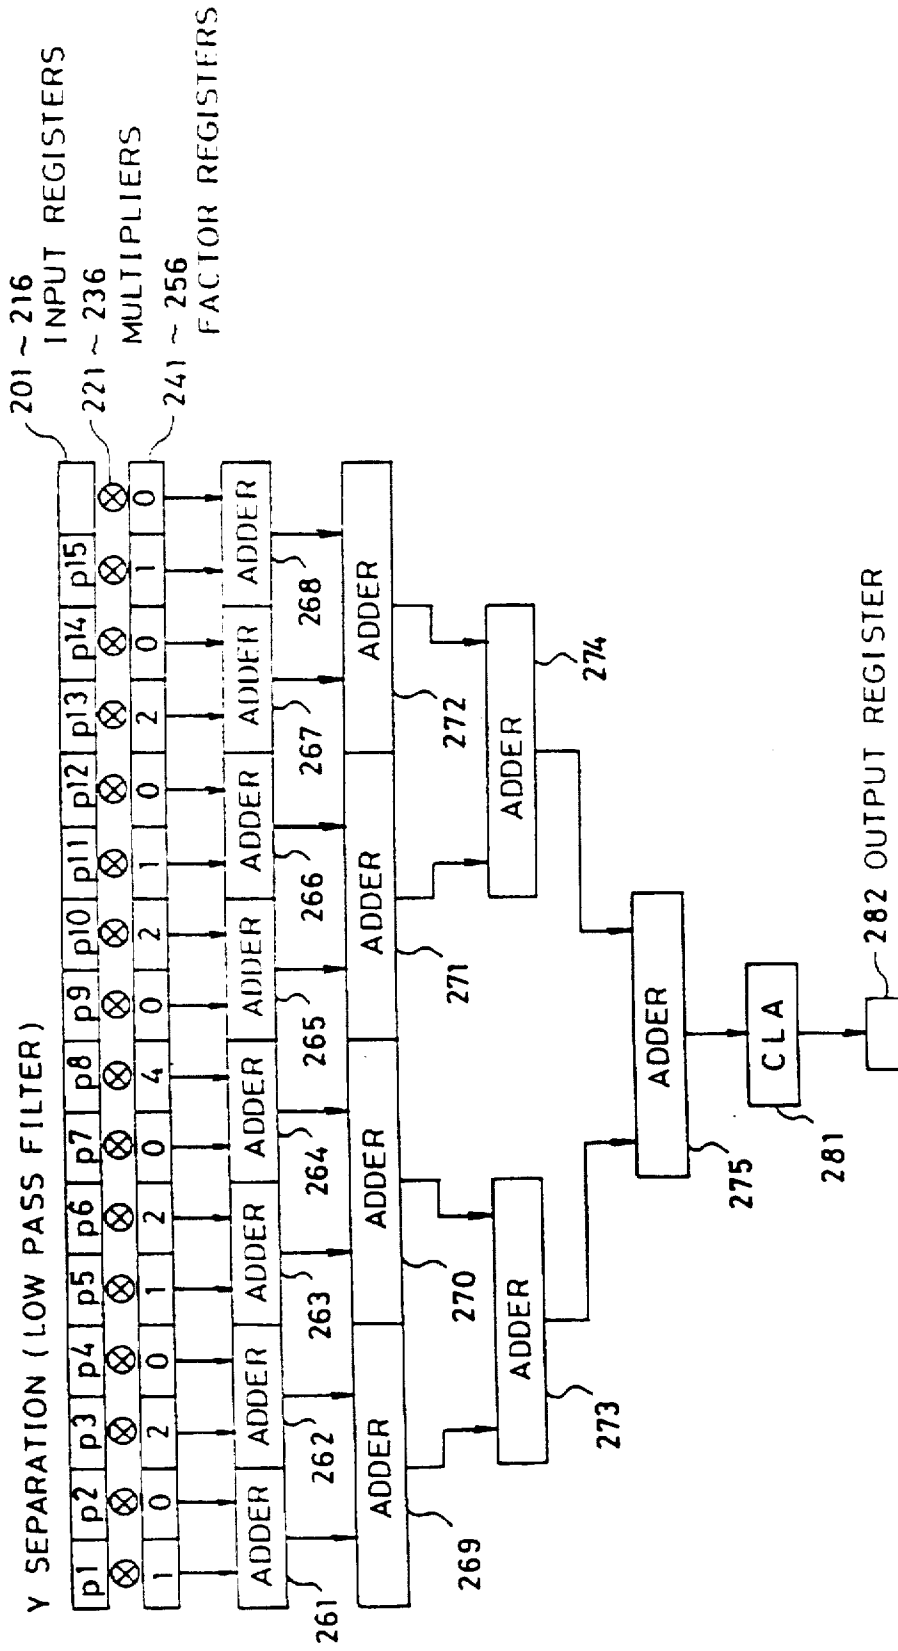 Y SEPARATION (LOW PASS FILTER)
201 ~ 216
INPUT REGISTERS
221 ~ 236
MULTIPLIERS
241 ~ 256
FACTOR REGISTERS
p1 p2 p3 p4 p5 p6 p7 p8 p9 p10 p11 p12 p13 p14 p15
1 0 2 0 1 2 0 4 0 2 1 0 2 0 1 0
ADDER ADDER ADDER ADDER ADDER ADDER ADDER ADDER
261 262 263 264 265 266 267 268
ADDER ADDER ADDER ADDER
269 270 271 272
ADDER ADDER
273 274
ADDER
275
CLA
281
282 OUTPUT REGISTER